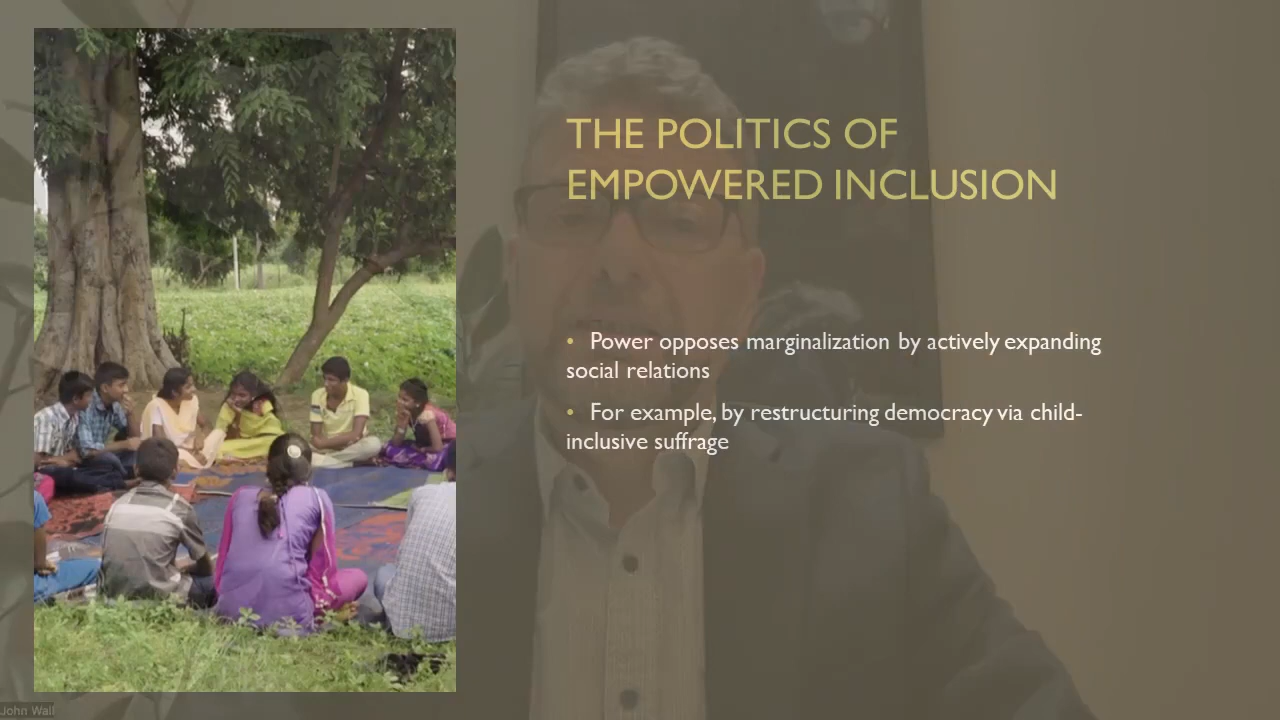 THE POLITICS OF
EMPOWERED INCLUSION
• Power opposes marginalization by actively expanding
social relations
• For example, by restructuring democracy via child-
inclusive suffrage
John Wall